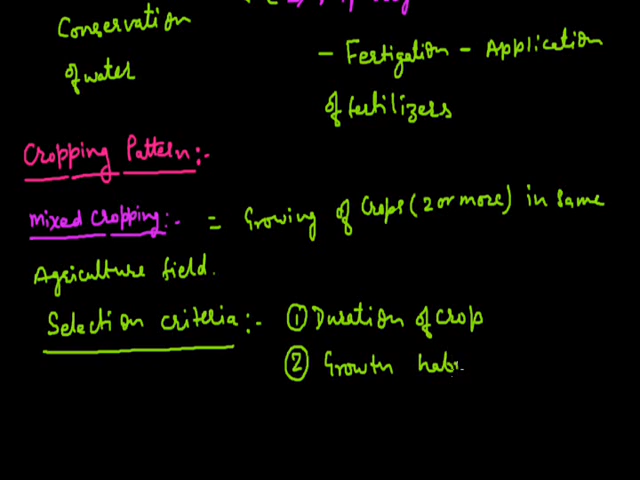 Conservation
of water
- Fertigation - Application
of fertilizers
Cropping Pattern:-
Mixed Cropping:- = Growing of Crops (2 or more) in same
Agriculture field.
Selection criteria:- ① Duration of crop
② Growth hab